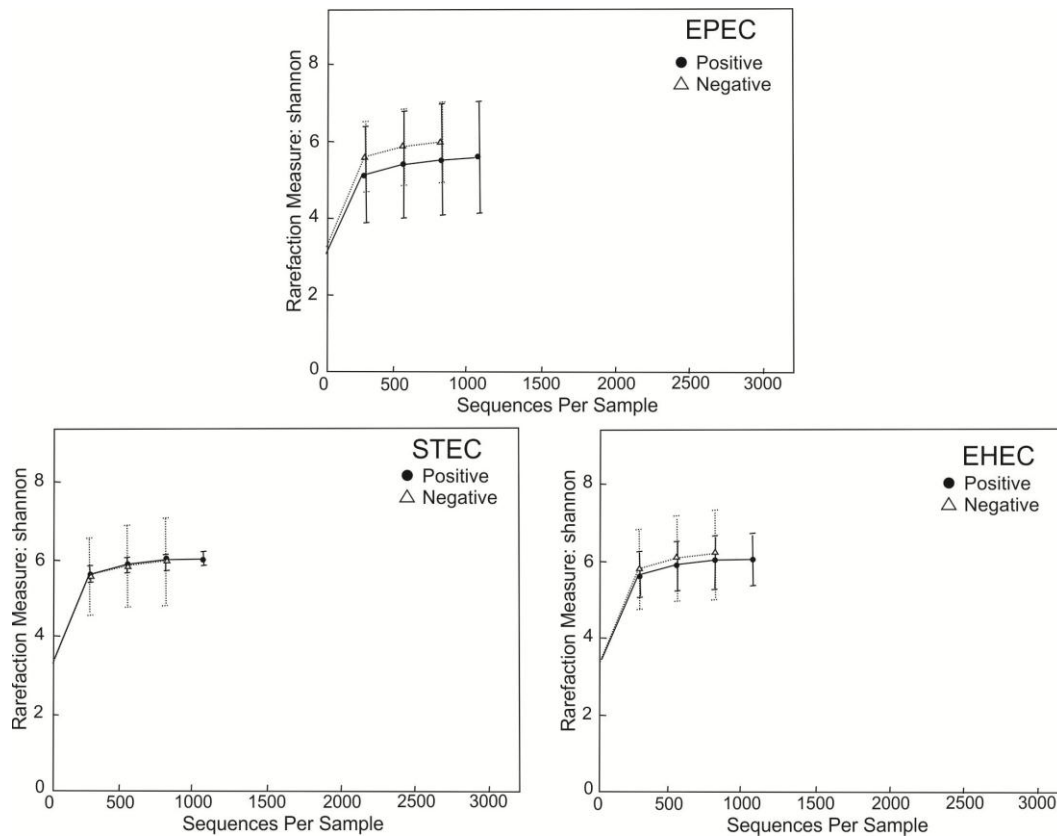 EPEC
Positive
Negative
Rarefaction Measure: shannon
8
6
4
2
0
0 500 1000 1500 2000 2500 3000
Sequences Per Sample
STEC
Positive
Negative
Rarefaction Measure: shannon
8
6
4
2
0
0 500 1000 1500 2000 2500 3000
Sequences Per Sample
EHEC
Positive
Negative
Rarefaction Measure: shannon
8
6
4
2
0
0 500 1000 1500 2000 2500 3000
Sequences Per Sample